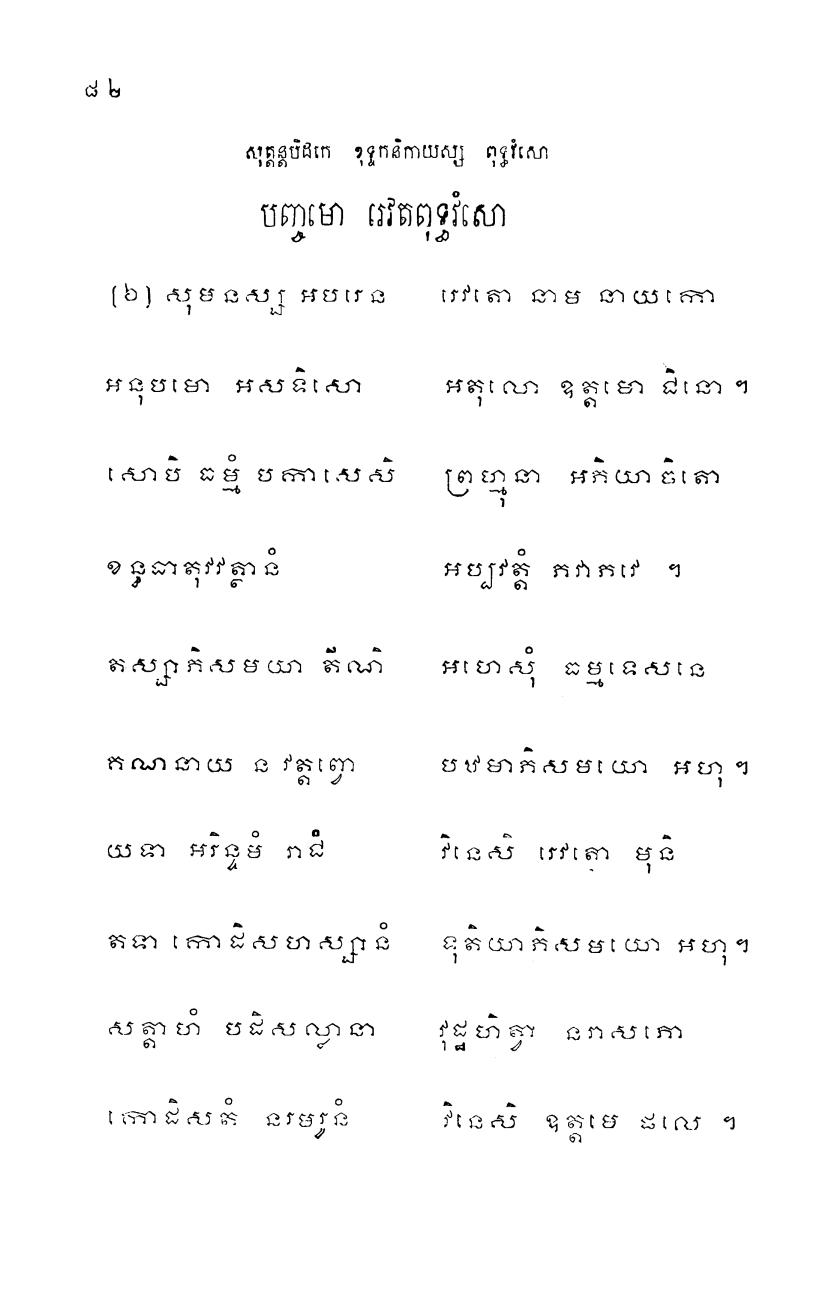 ៨២
សុត្តន្តបិដកេ ខុទ្ទកនិកាយស្ស ពុទ្ធវំសោ
បញ្ចមោ រេវតពុទ្ធវំសោ
(៦) សុមនស្ស អបរេន រេវតោ នាម នាយកោ
អនុបមោ អសទិសោ អតុលោ ឧត្តមោ ជិនោ ។
សោបិ ធម្មំ បកាសេសិ ព្រហ្មុនា អភិយាចិតោ
ខន្ធធាតុវវត្ថានំ អប្បវត្តំ ភវាភវេ ។
តស្សាភិសមយា តីណិ អហេសុំ ធម្មទេសនេ
គណនាយ ន វត្តព្វោ បឋមាភិសមយោ អហុ ។
យទា អរិន្ទមំ រាជំ វិនេសិ រេវតោ មុនិ
តទា កោដិសហស្សានំ ទុតិយាភិសមយោ អហុ ។
សត្តាហំ បដិសល្លានា វុដ្ឋហិត្វា នរាសភោ
កោដិសតំ នរមរូនំ វិនេសិ ឧត្តមេ ដលេ ។